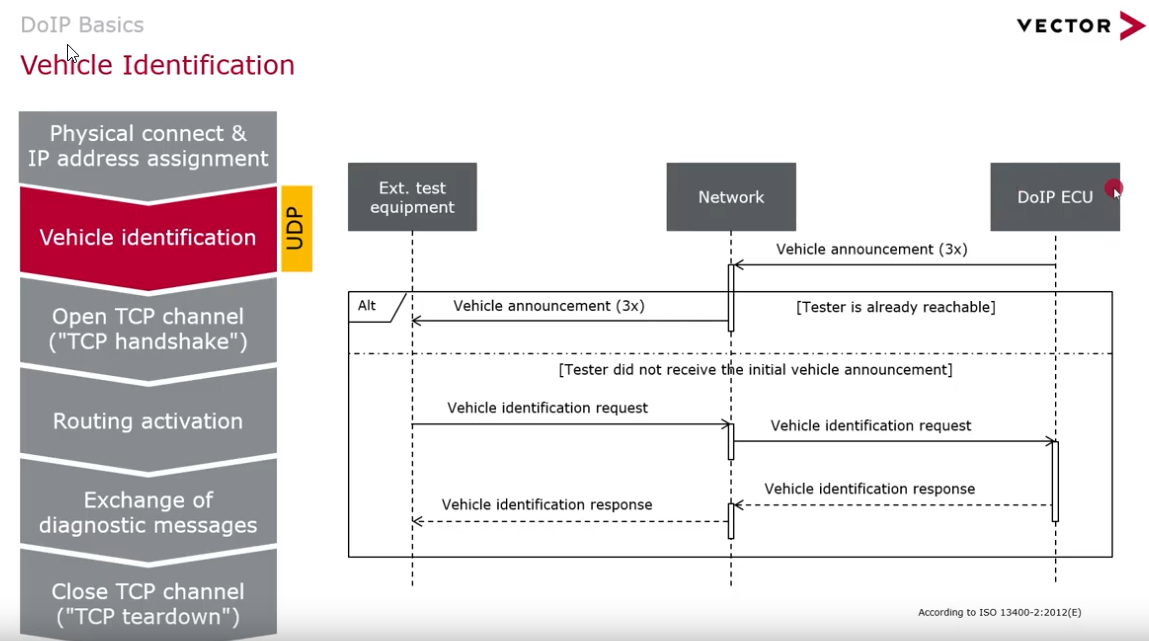 DoIP Basics
VECTOR
Vehicle Identification
Physical connect &
IP address assignment
Vehicle identification
UDP
Open TCP channel
("TCP handshake")
Routing activation
Exchange of
diagnostic messages
Close TCP channel
("TCP teardown")
Ext. test
equipment
Network
DoIP ECU
Vehicle announcement (3x)
Alt
Vehicle announcement (3x)
[Tester is already reachable]
[Tester did not receive the initial vehicle announcement]
Vehicle identification request
Vehicle identification request
Vehicle identification response
Vehicle identification response
According to ISO 13400-2:2012(E)